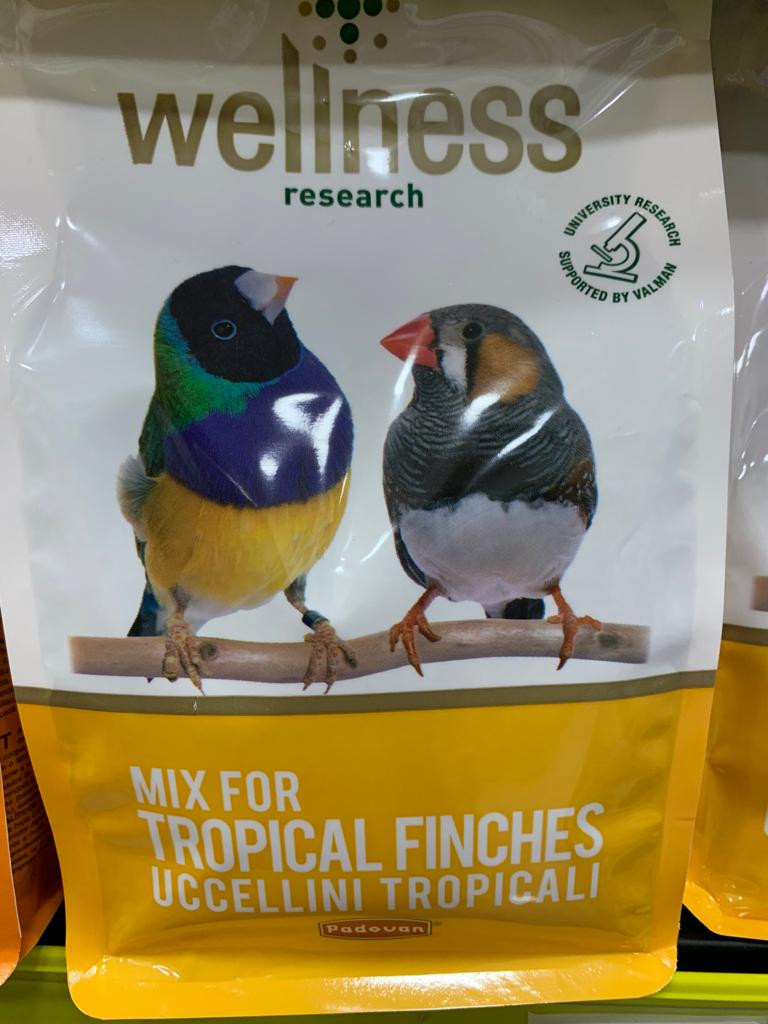 wellness
research
UNIVERSITY RESEARCH
SUPPORTED BY VALMAN
MIX FOR
TROPICAL FINCHES
UCCELLINI TROPICALI
Padovan®